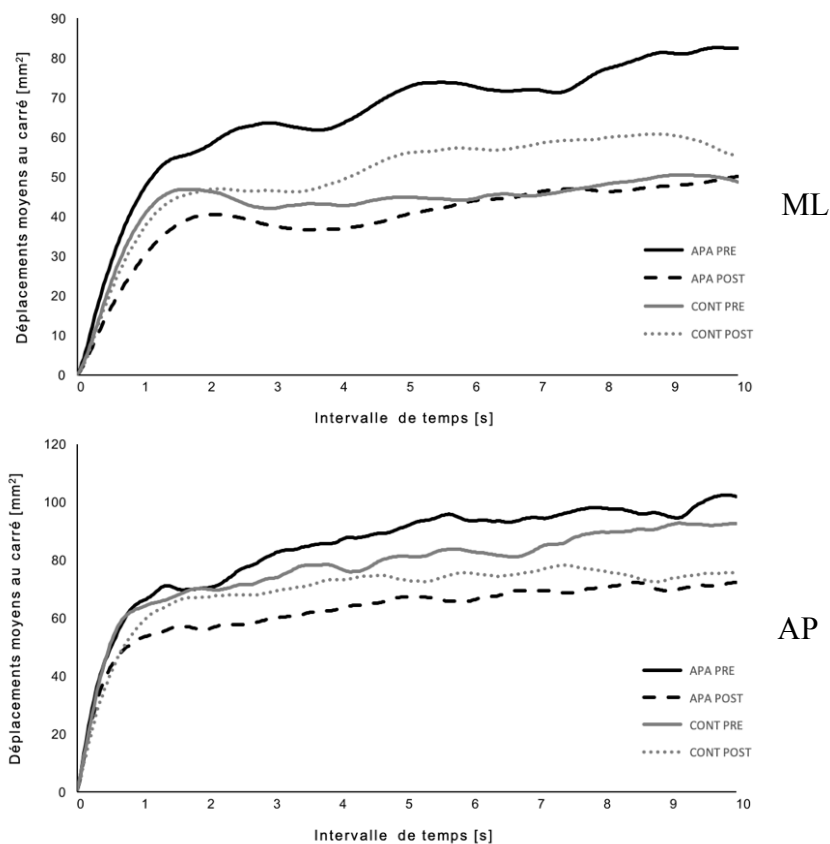 Déplacements moyens au carré [mm²]
90
80
70
60
50
40
30
20
10
0
0 1 2 3 4 5 6 7 8 9 10
Intervalle de temps [s]
APA PRE
APA POST
CONT PRE
CONT POST
ML
Déplacements moyens au carré [mm²]
120
100
80
60
40
20
0
0 1 2 3 4 5 6 7 8 9 10
Intervalle de temps [s]
APA PRE
APA POST
CONT PRE
CONT POST
AP